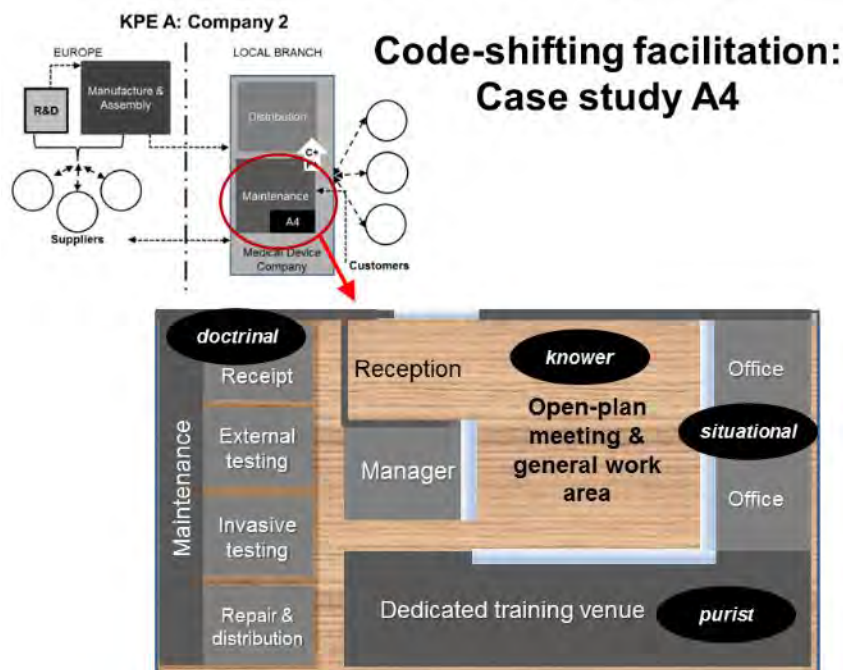 KPE A: Company 2
Code-shifting facilitation:
Case study A4
EUROPE
LOCAL BRANCH
R&D
Manufacture &
Assembly
Suppliers
Distribution
C+
Maintenance
A4
Medical Device
Company
Customers
doctrinal
Receipt
External
testing
Invasive
testing
Repair &
distribution
Maintenance
Reception
Manager
knower
Open-plan
meeting &
general work
area
Office
situational
Office
Dedicated training venue
purist